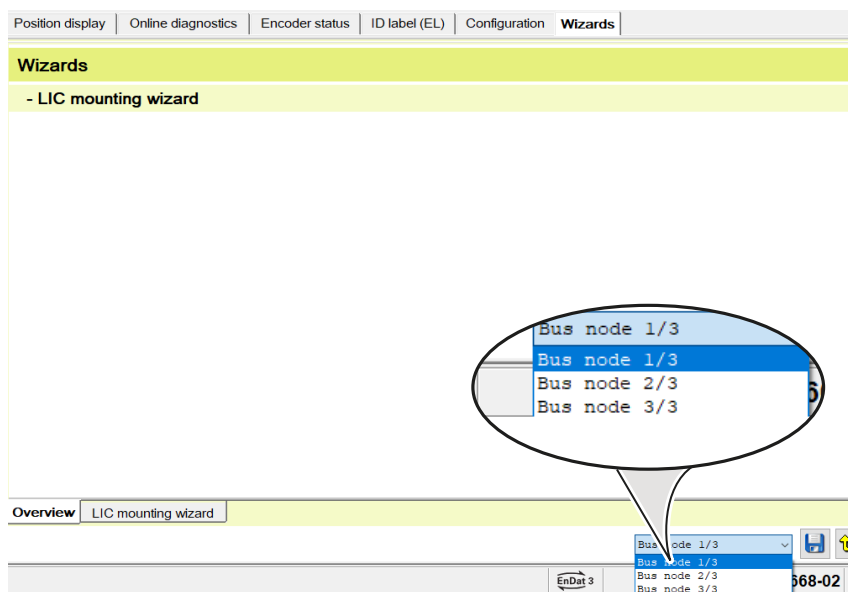 Position display Online diagnostics Encoder status ID label (EL) Configuration Wizards
Wizards
- LIC mounting wizard
Bus node 1/3
Bus node 1/3
Bus node 2/3
Bus node 3/3
Overview LIC mounting wizard
Bus node 1/3
Bus node 1/3
EnDat 3 Bus node 2/3 668-02
Bus node 3/3